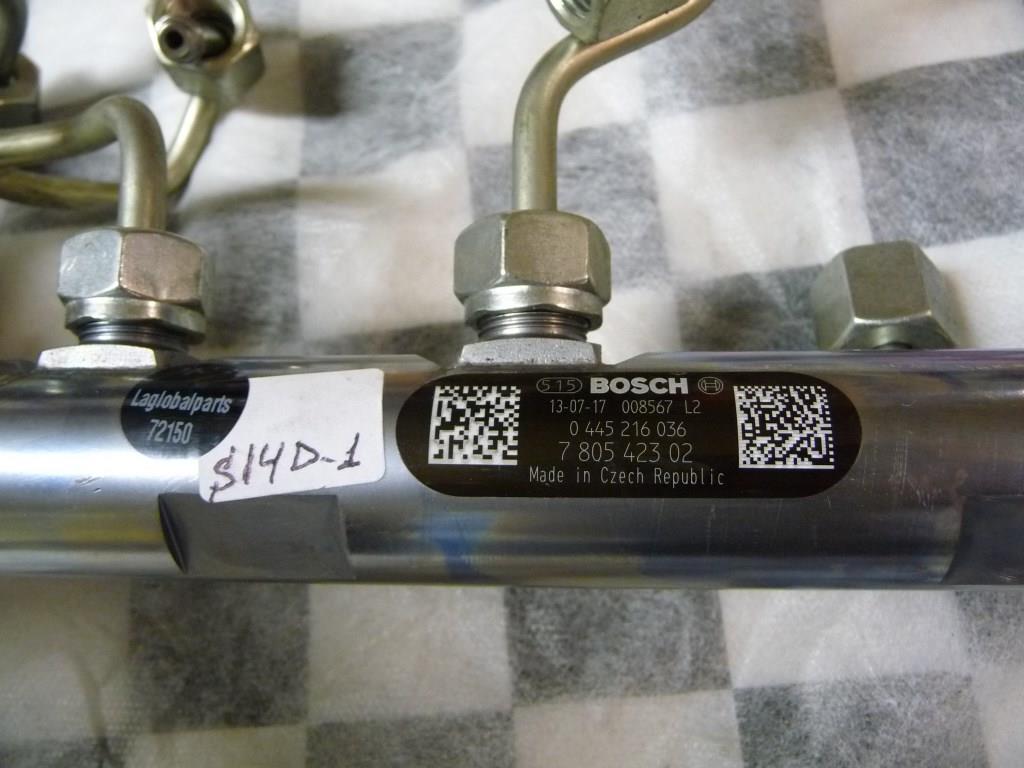 Laglobalparts
72150
S14D-1
515 BOSCH
13-07-17 008567 L2
0 445 216 036
7 805 423 02
Made in Czech Republic